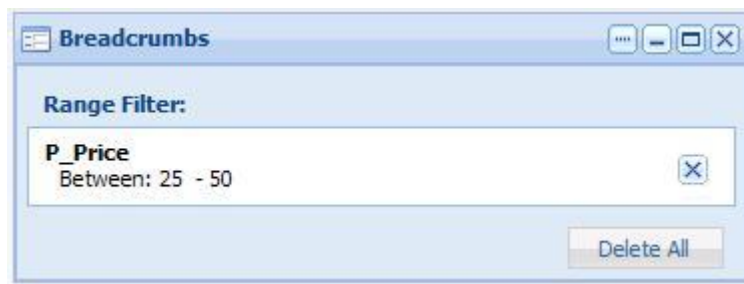 Breadcrumbs
Range Filter:
P_Price
Between: 25 - 50
Delete All